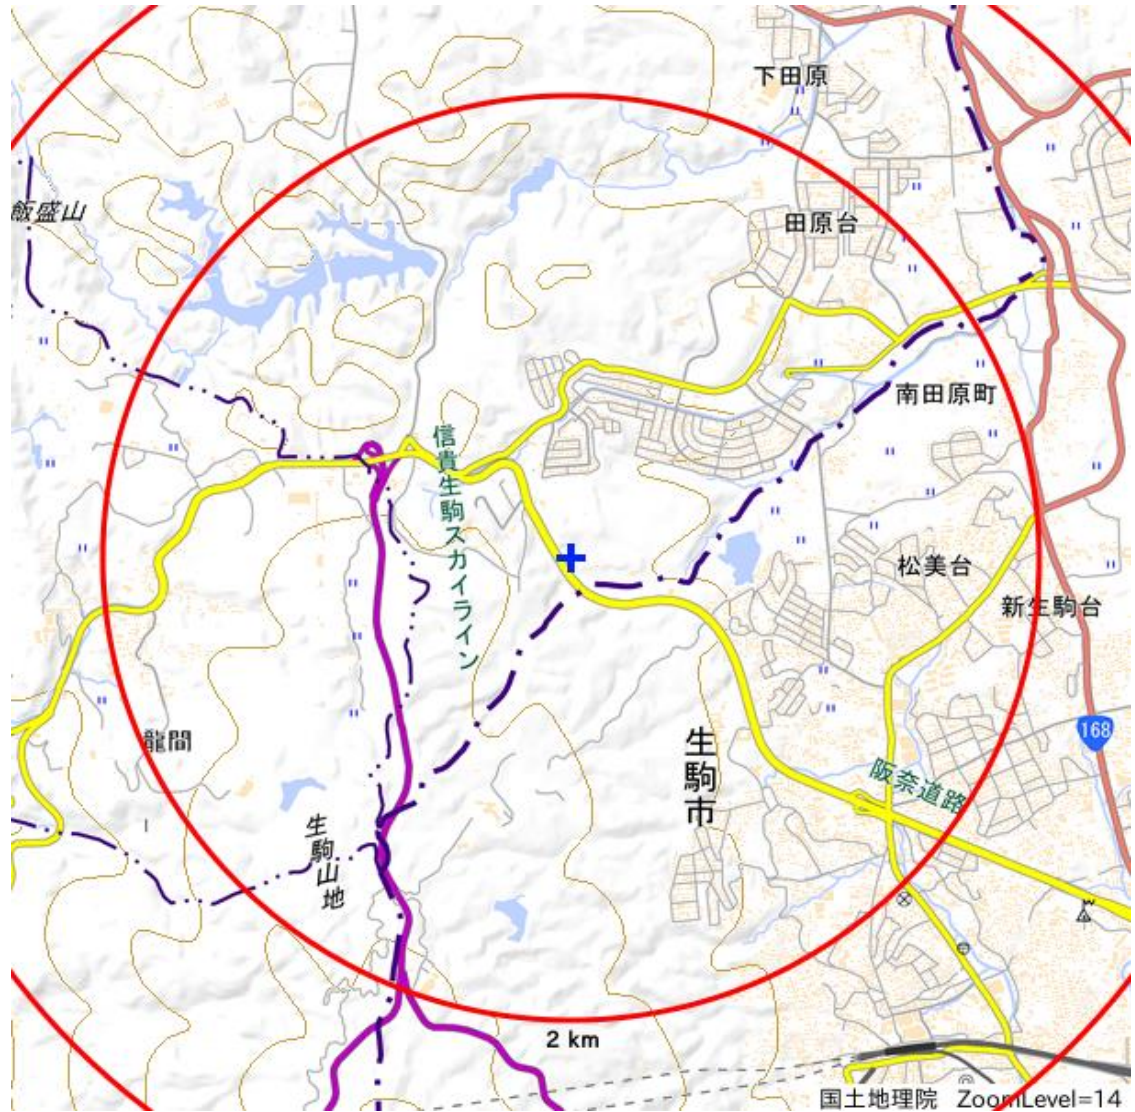 下田原
飯盛山
田原台
南田原町
信貴生駒スカイライン
松美台
新生駒台
龍間
生駒市
168
阪奈道路
生駒山地
2 km
国土地理院 ZoomLevel=14